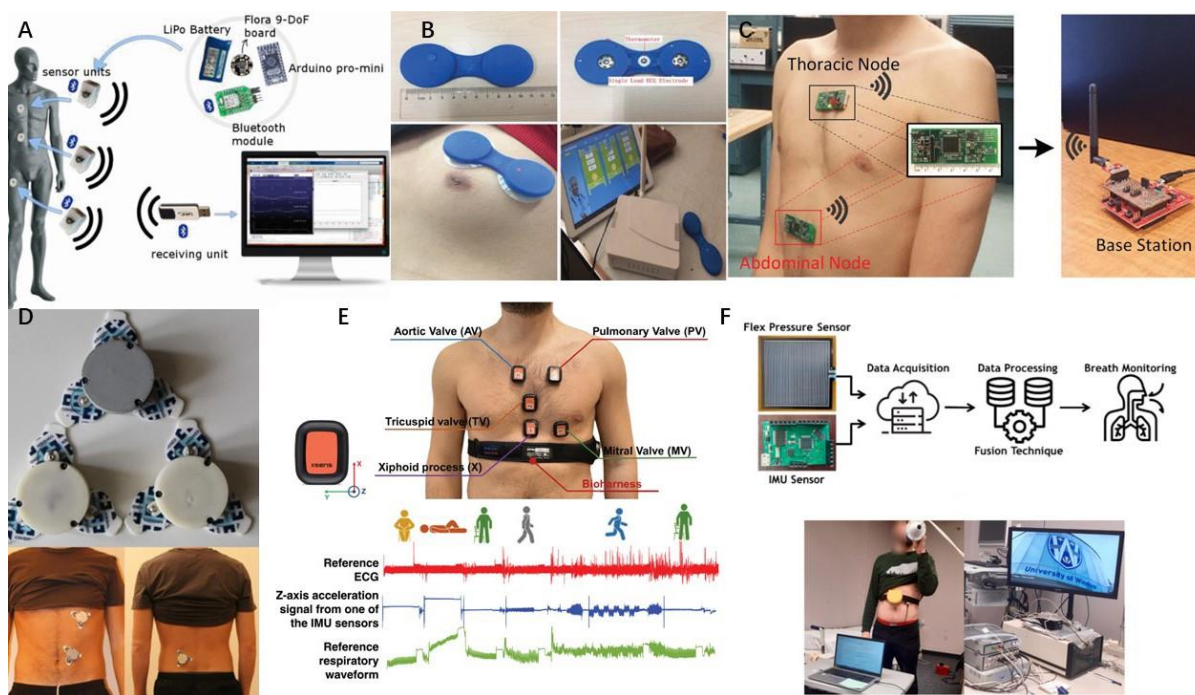 A
LiPo Battery
Flora 9-DoF
board
Arduino pro-mini
sensor units
Bluetooth
module
receiving unit
B
Thermometer
Single Lead ECG Electrode
C
Thoracic Node
Abdominal Node
Base Station
D
E
Aortic Valve (AV)
Pulmonary Valve (PV)
Tricuspid valve (TV)
Mitral Valve (MV)
Xiphoid process (X)
Bioharness
xsens
X
Y
Z
Reference
ECG
Z-axis acceleration
signal from one of
the IMU sensors
Reference
respiratory
waveform
F
Flex Pressure Sensor
Data Acquisition
Data Processing
Breath Monitoring
Fusion Technique
IMU Sensor